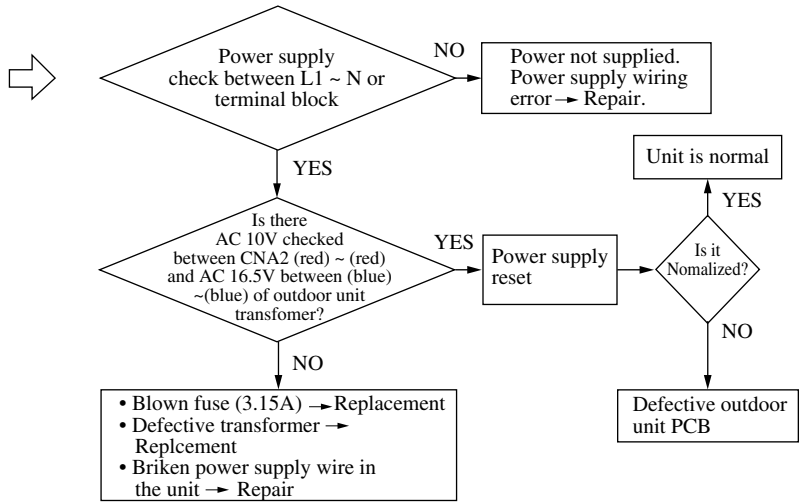 Power supply
check between L1 ~ N or
terminal block
NO
Power not supplied.
Power supply wiring
error → Repair.
YES
Unit is normal
YES
Is there
AC 10V checked
between CNA2 (red) ~ (red)
and AC 16.5V between (blue)
~(blue) of outdoor unit
transfomer?
YES
Power supply
reset
Is it
Nomalized?
NO
NO
• Blown fuse (3.15A) → Replacement
• Defective transformer →
Replcement
• Briken power supply wire in
the unit → Repair
Defective outdoor
unit PCB